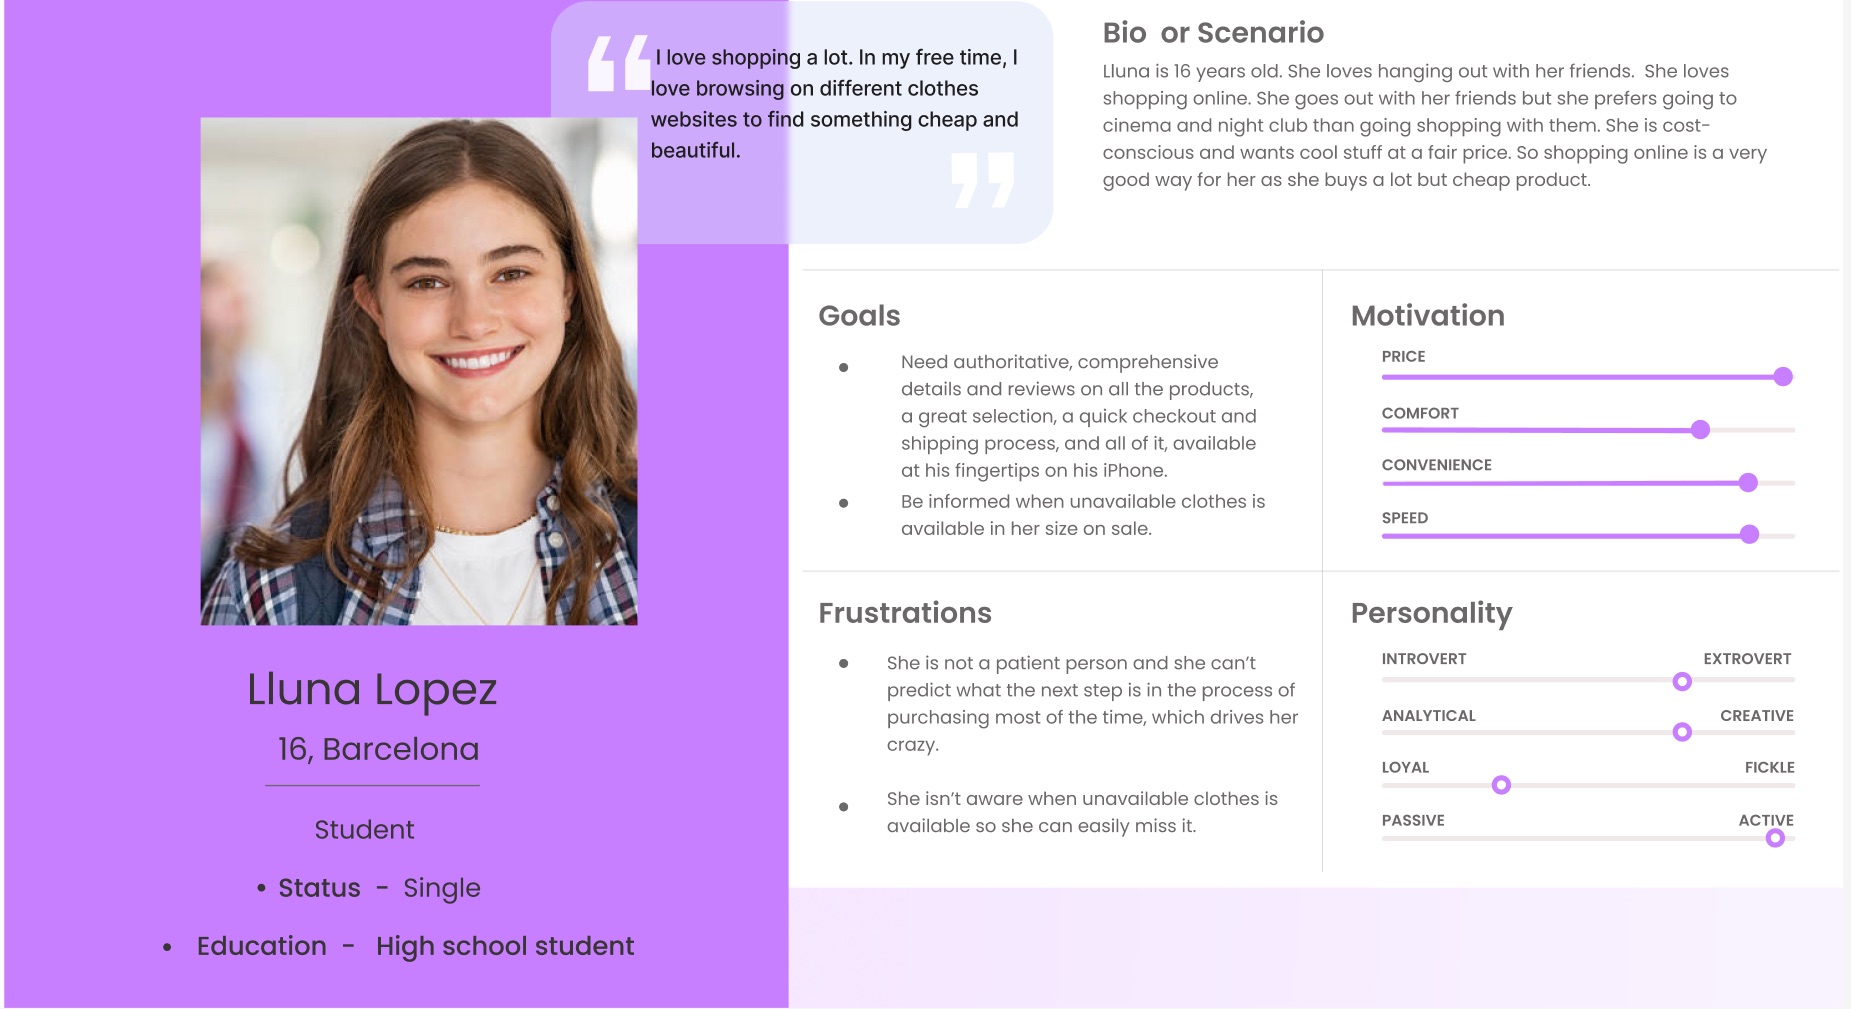 I love shopping a lot. In my free time, I
love browsing on different clothes
websites to find something cheap and
beautiful.
Lluna Lopez
16, Barcelona
Student
• Status - Single
• Education - High school student
Bio or Scenario
Lluna is 16 years old. She loves hanging out with her friends. She loves
shopping online. She goes out with her friends but she prefers going to
cinema and night club than going shopping with them. She is cost-
conscious and wants cool stuff at a fair price. So shopping online is a very
good way for her as she buys a lot but cheap product.
Goals
● Need authoritative, comprehensive
details and reviews on all the products,
a great selection, a quick checkout and
shipping process, and all of it, available
at his fingertips on his iPhone.
● Be informed when unavailable clothes is
available in her size on sale.
Motivation
PRICE
COMFORT
CONVENIENCE
SPEED
Frustrations
● She is not a patient person and she can't
predict what the next step is in the process of
purchasing most of the time, which drives her
crazy.
● She isn't aware when unavailable clothes is
available so she can easily miss it.
Personality
INTROVERT EXTROVERT
ANALYTICAL CREATIVE
LOYAL FICKLE
PASSIVE ACTIVE